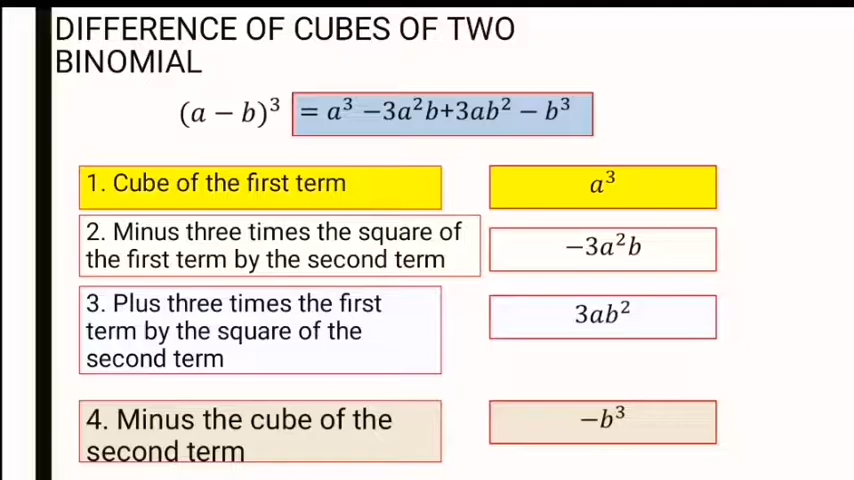 DIFFERENCE OF CUBES OF TWO
BINOMIAL
(a − b)³ = a³ −3a²b+3ab² − b³
1. Cube of the first term
a³
2. Minus three times the square of
the first term by the second term
−3a²b
3. Plus three times the first
term by the square of the
second term
3ab²
4. Minus the cube of the
second term
−b³